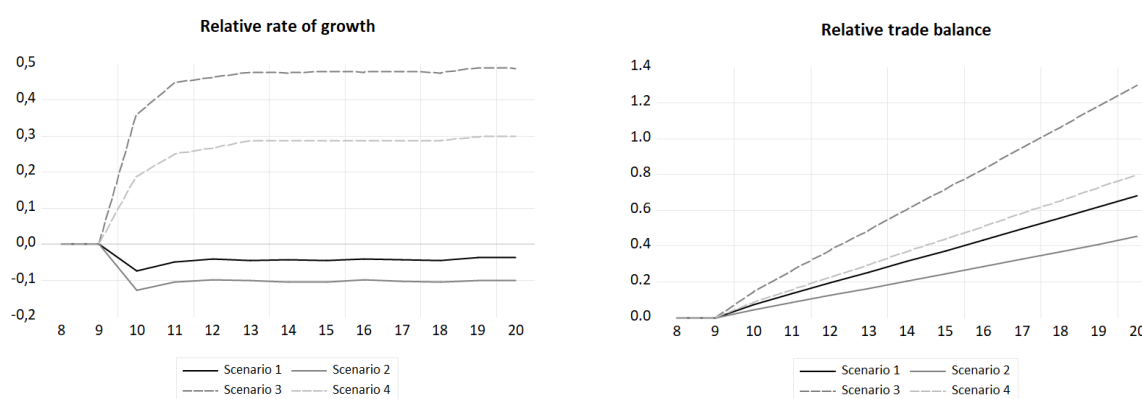 Relative rate of growth
0,5
0,4
0,3
0,2
0,1
0,0
-0,1
-0,2
8 9 10 11 12 13 14 15 16 17 18 19 20
Scenario 1 Scenario 2
Scenario 3 Scenario 4
Relative trade balance
1.4
1.2
1.0
0.8
0.6
0.4
0.2
0.0
8 9 10 11 12 13 14 15 16 17 18 19 20
Scenario 1 Scenario 2
Scenario 3 Scenario 4